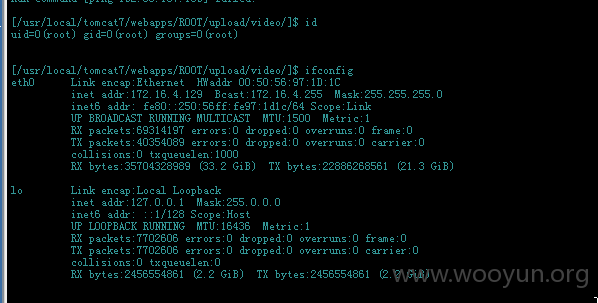 [/usr/local/tomcat7/webapps/ROOT/upload/video/]$ id
uid=0(root) gid=0(root) groups=0(root)
[/usr/local/tomcat7/webapps/ROOT/upload/video/]$ ifconfig
eth0 Link encap:Ethernet HWaddr 00:50:56:97:1D:1C
inet addr:172.16.4.129 Bcast:172.16.4.255 Mask:255.255.255.0
inet6 addr: fe80::250:56ff:fe97:1d1c/64 Scope:Link
UP BROADCAST RUNNING MULTICAST MTU:1500 Metric:1
RX packets:69314197 errors:0 dropped:0 overruns:0 frame:0
TX packets:40354089 errors:0 dropped:0 overruns:0 carrier:0
collisions:0 txqueuelen:1000
RX bytes:35704328989 (33.2 GiB) TX bytes:22886268561 (21.3 GiB)
lo Link encap:Local Loopback
inet addr:127.0.0.1 Mask:255.0.0.0
inet6 addr: ::1/128 Scope:Host
UP LOOPBACK RUNNING MTU:16436 Metric:1
RX packets:7702606 errors:0 dropped:0 overruns:0 frame:0
TX packets:7702606 errors:0 dropped:0 overruns:0 carrier:0
collisions:0 txqueuelen:0
RX bytes:2456554861 (2.2 GiB) TX bytes:2456554861 (2.2 GiB)
www.wooyun.org